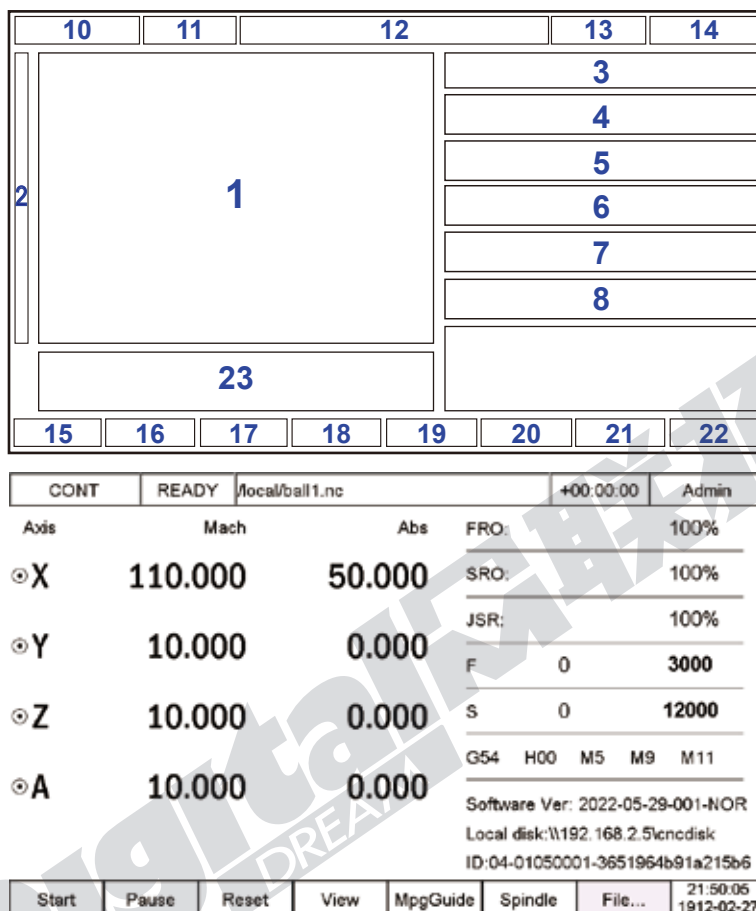 10 11 12 13 14
3
4
5
2 1 6
7
8
23
15 16 17 18 19 20 21 22
CONT READY /local/ball1.nc +00:00:00 Admin
Axis Mach Abs FRO: 100%
X 110.000 50.000 SRO: 100%
JSR: 100%
Y 10.000 0.000 F 0 3000
Z 10.000 0.000 S 0 12000
G54 H00 M5 M9 M11
A 10.000 0.000
Software Ver: 2022-05-29-001-NOR
Local disk:\\192.168.2.5\cncdisk
ID:04-01050001-3651964b91a215b6
Start Pause Reset View MpgGuide Spindle File... 21:50:05
1912-02-27
Digital
DREAM